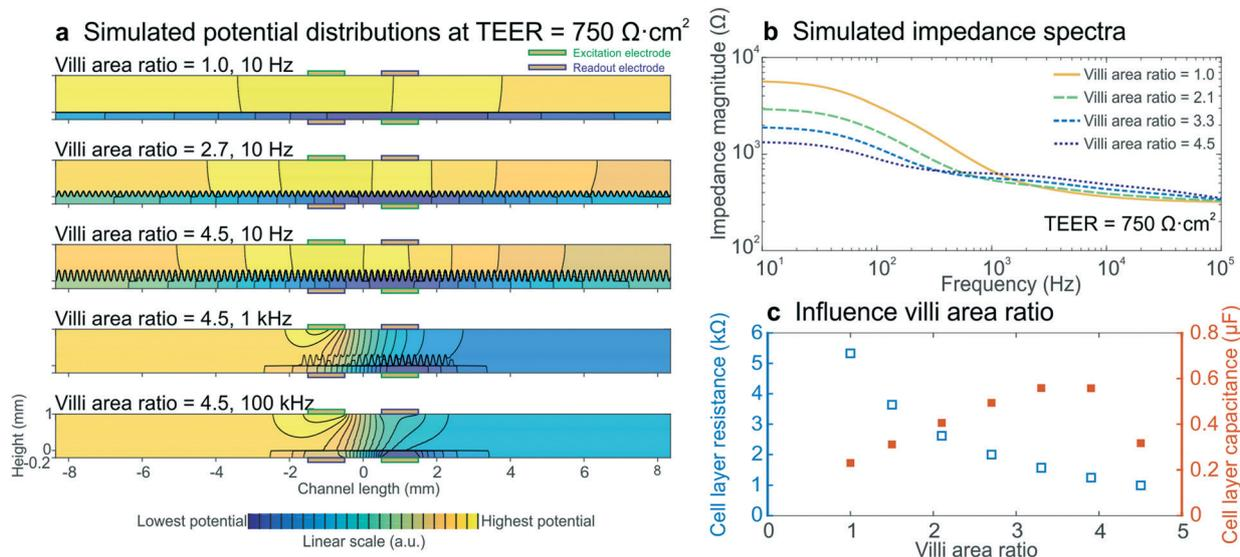 a Simulated potential distributions at TEER = 750 Ω·cm²
Excitation electrode
Readout electrode
Villi area ratio = 1.0, 10 Hz
Villi area ratio = 2.7, 10 Hz
Villi area ratio = 4.5, 10 Hz
Villi area ratio = 4.5, 1 kHz
Villi area ratio = 4.5, 100 kHz
Height (mm)
1
0
-0.2
-8 -6 -4 -2 0 2 4 6 8
Channel length (mm)
Lowest potential Highest potential
Linear scale (a.u.)
b Simulated impedance spectra
Impedance magnitude (Ω)
10⁴
10³
10²
Villi area ratio = 1.0
Villi area ratio = 2.1
Villi area ratio = 3.3
Villi area ratio = 4.5
TEER = 750 Ω·cm²
10¹ 10² 10³ 10⁴ 10⁵
Frequency (Hz)
c Influence villi area ratio
Cell layer resistance (kΩ)
6
5
4
3
2
1
0
Cell layer capacitance (µF)
0.8
0.6
0.4
0.2
0
0 1 2 3 4 5
Villi area ratio